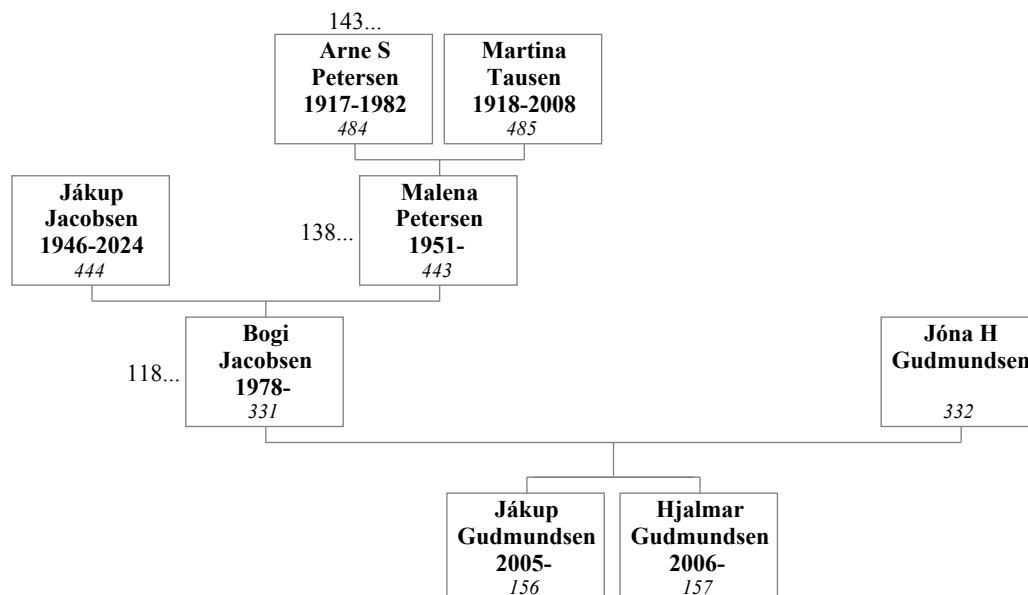 143...
Arne S
Petersen
1917-1982
484
Martina
Tausen
1918-2008
485
Jákup
Jacobsen
1946-2024
444
138...
Malena
Petersen
1951-
443
118...
Bogi
Jacobsen
1978-
331
Jóna H
Gudmundsen
332
Jákup
Gudmundsen
2005-
156
Hjalmar
Gudmundsen
2006-
157